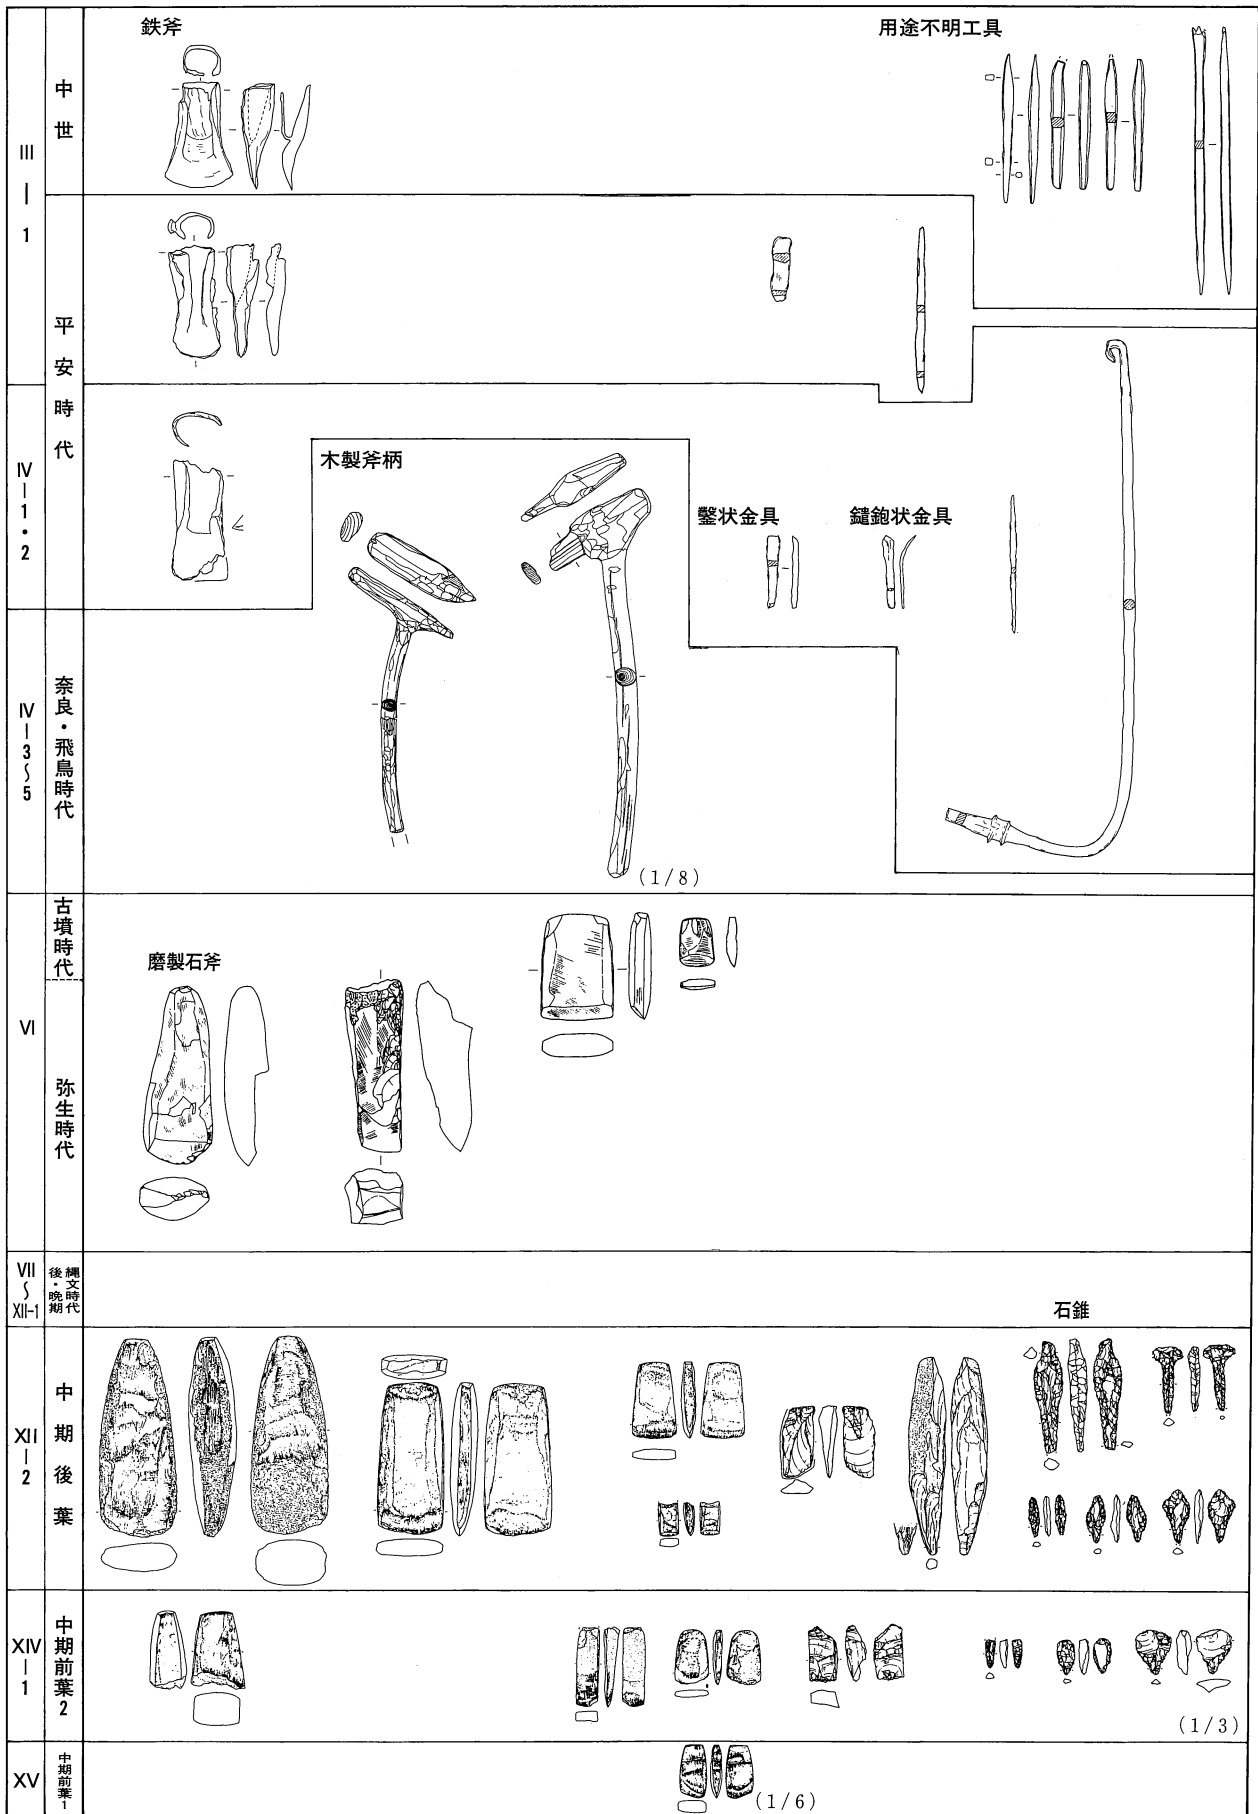 鉄斧
用途不明工具
III
|
1
中世
平安時代
IV
|
1
・
2
木製斧柄
鑿状金具
鑓鉋状金具
IV
|
3
〜
5
奈良・飛鳥時代
(1/8)
古墳時代
磨製石斧
VI
弥生時代
VII
〜
XII-1
縄文時代
後・晩期
石錐
XII
|
2
中期後葉
XIV
|
1
中期前葉2
(1/3)
XV
中期前葉1
(1/6)